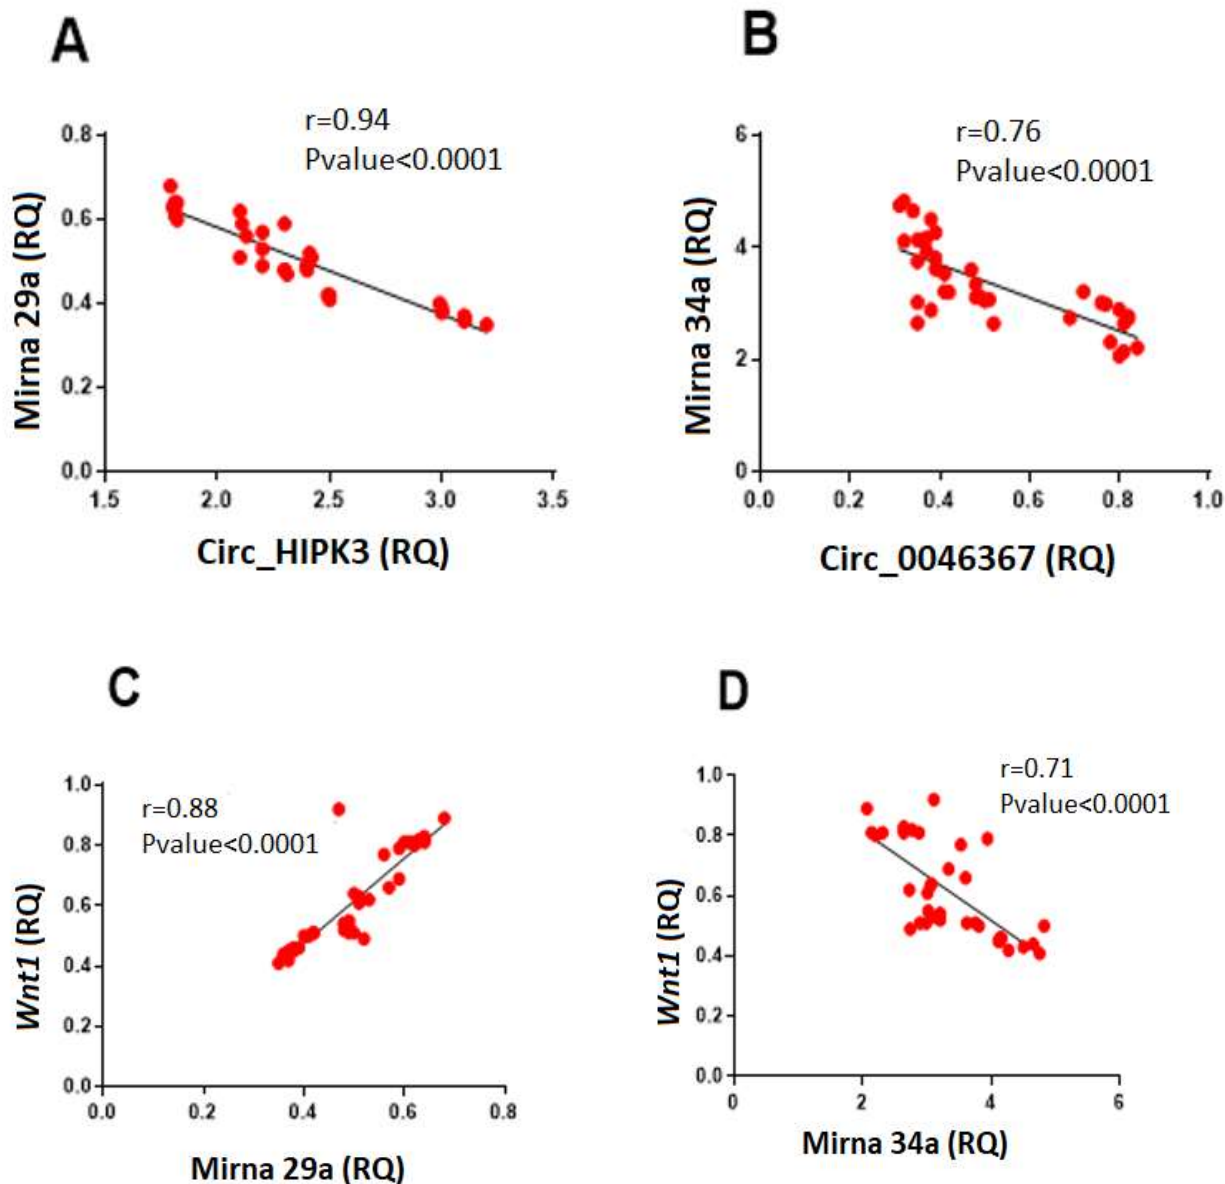 A
r=0.94
Pvalue<0.0001
0.8
0.6
0.4
0.2
0.0
1.5 2.0 2.5 3.0 3.5
Mirna 29a (RQ)
Circ_HIPK3 (RQ)
B
r=0.76
Pvalue<0.0001
6
4
2
0
0.0 0.2 0.4 0.6 0.8 1.0
Mirna 34a (RQ)
Circ_0046367 (RQ)
C
r=0.88
Pvalue<0.0001
1.0
0.8
0.6
0.4
0.2
0.0
0.0 0.2 0.4 0.6 0.8
Wnt1 (RQ)
Mirna 29a (RQ)
D
r=0.71
Pvalue<0.0001
1.0
0.8
0.6
0.4
0.2
0.0
0 2 4 6
Wnt1 (RQ)
Mirna 34a (RQ)